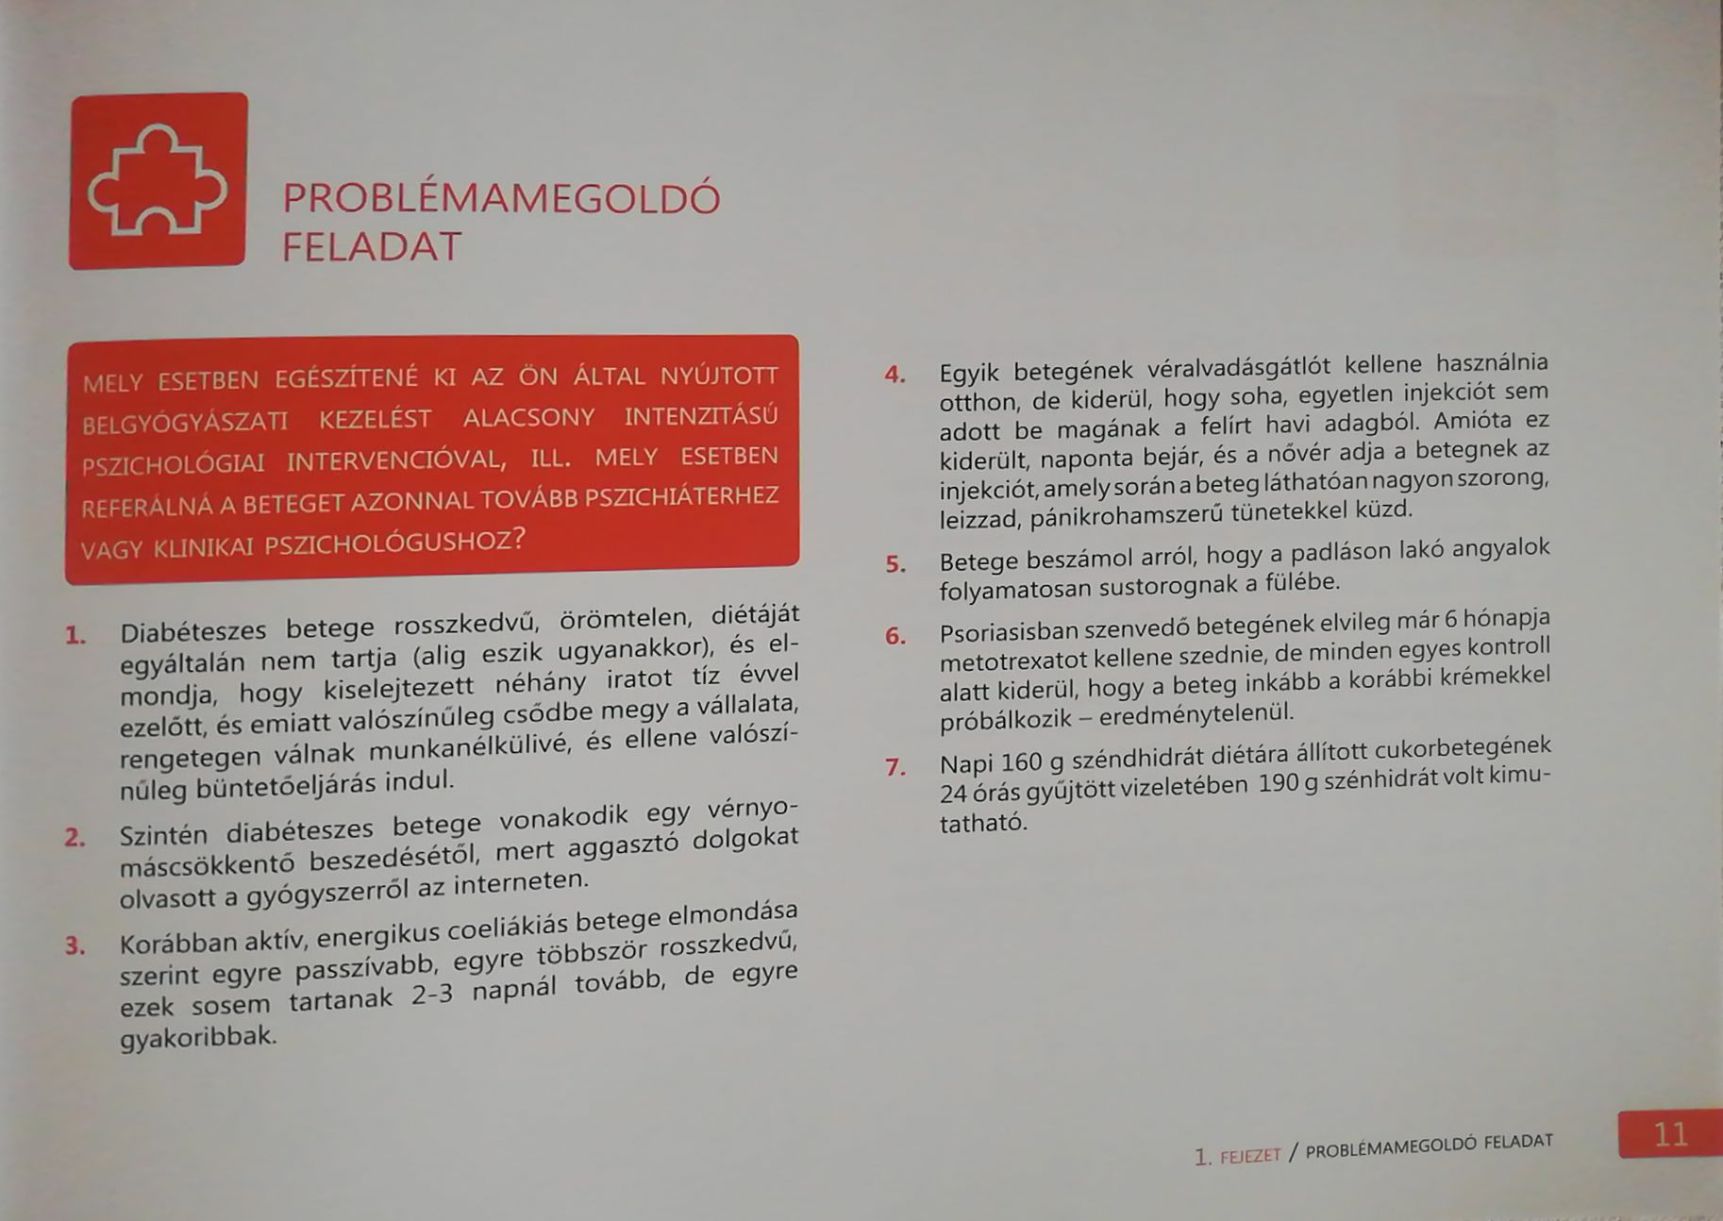 PROBLÉMAMEGOLDÓ
FELADAT
MELY ESETBEN EGÉSZÍTENÉ KI AZ ÖN ÁLTAL NYÚJTOTT
BELGYÓGYÁSZATI KEZELÉST ALACSONY INTENZITÁSÚ
PSZICHOLÓGIAI INTERVENCIÓVAL, ILL. MELY ESETBEN
REFERÁLNÁ A BETEGET AZONNAL TOVÁBB PSZICHIÁTERHEZ
VAGY KLINIKAI PSZICHOLÓGUSHOZ?
1. Diabéteszes betege rosszkedvű, örömtelen, diétáját
egyáltalán nem tartja (alig eszik ugyanakkor), és el-
mondja, hogy kiselejtezett néhány iratot tíz évvel
ezelőtt, és emiatt valószínűleg csődbe megy a vállalata,
rengetegen válnak munkanélkülivé, és ellene valószí-
nűleg büntetőeljárás indul.
2. Szintén diabéteszes betege vonakodik egy vérnyo-
máscsökkentő beszedésétől, mert aggasztó dolgokat
olvasott a gyógyszerről az interneten.
3. Korábban aktív, energikus coeliákiás betege elmondása
szerint egyre passzívabb, egyre többször rosszkedvű,
ezek sosem tartanak 2-3 napnál tovább, de egyre
gyakoribbak.
4. Egyik betegének véralvadásgátlót kellene használnia
otthon, de kiderül, hogy soha, egyetlen injekciót sem
adott be magának a felírt havi adagból. Amióta ez
kiderült, naponta bejár, és a nővér adja a betegnek az
injekciót, amely során a beteg láthatóan nagyon szorong,
leizzad, pánikrohamszerű tünetekkel küzd.
5. Betege beszámol arról, hogy a padláson lakó angyalok
folyamatosan sustorognak a fülébe.
6. Psoriasisban szenvedő betegének elvileg már 6 hónapja
metotrexatot kellene szednie, de minden egyes kontroll
alatt kiderül, hogy a beteg inkább a korábbi krémekkel
próbálkozik – eredménytelenül.
7. Napi 160 g széndhidrát diétára állított cukorbetegének
24 órás gyűjtött vizeletében 190 g szénhidrát volt kimu-
tatható.
1. FEJEZET / PROBLÉMAMEGOLDÓ FELADAT
11